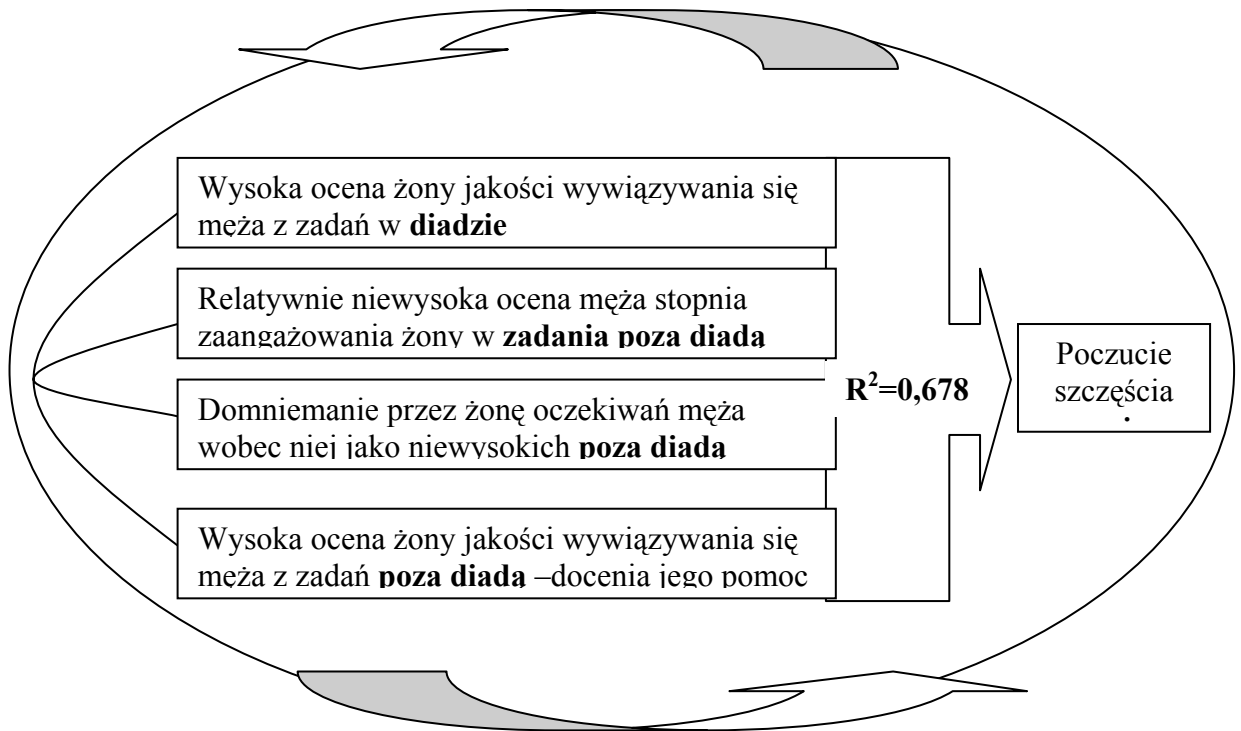 Wysoka ocena żony jakości wywiązywania się
męża z zadań w diadzie
Relatywnie niewysoka ocena męża stopnia
zaangażowania żony w zadania poza diadą
Domniemanie przez żonę oczekiwań męża
wobec niej jako niewysokich poza diadą
Wysoka ocena żony jakości wywiązywania się
męża z zadań poza diadą –docenia jego pomoc
R²=0,678
Poczucie
szczęścia